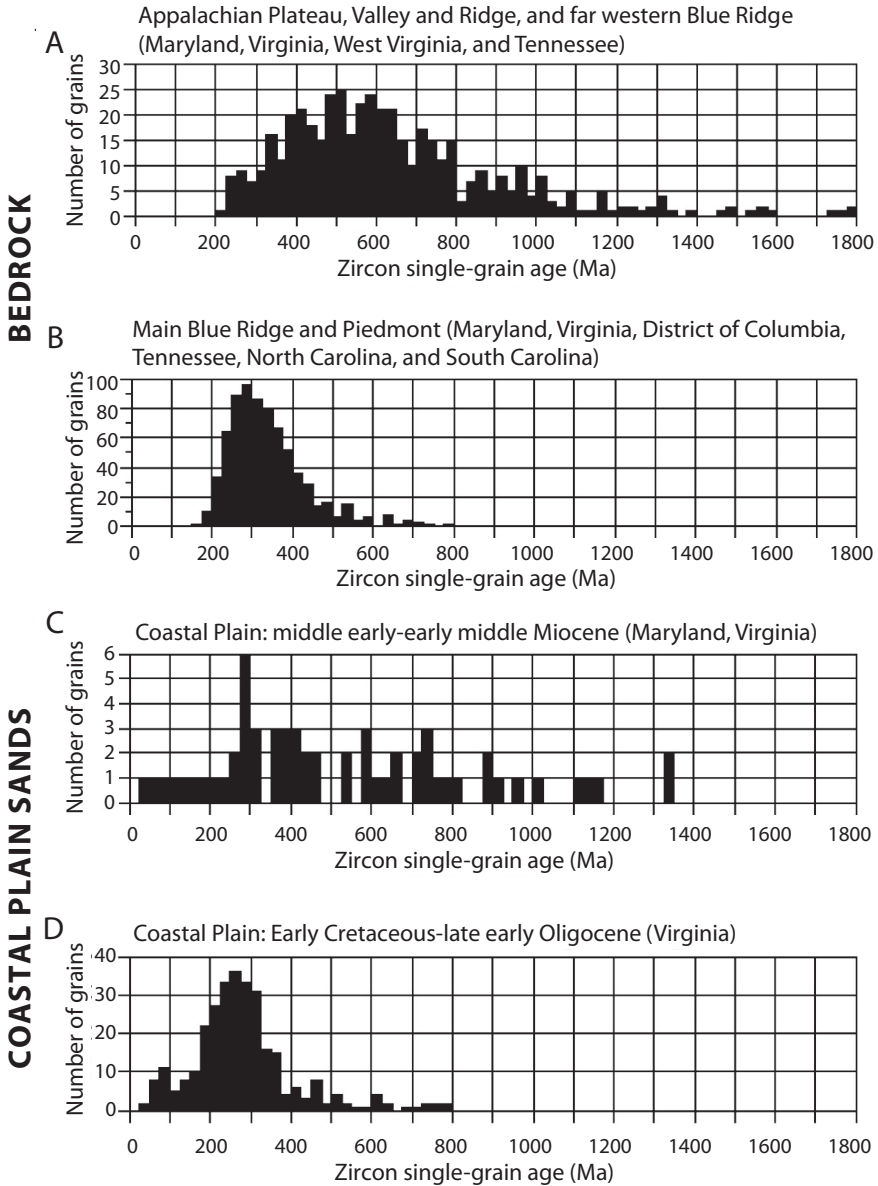 A
Appalachian Plateau, Valley and Ridge, and far western Blue Ridge
(Maryland, Virginia, West Virginia, and Tennessee)
Number of grains
30
25
20
15
10
5
0
0 200 400 600 800 1000 1200 1400 1600 1800
Zircon single-grain age (Ma)
BEDROCK
B
Main Blue Ridge and Piedmont (Maryland, Virginia, District of Columbia,
Tennessee, North Carolina, and South Carolina)
Number of grains
100
80
60
40
20
0
0 200 400 600 800 1000 1200 1400 1600 1800
Zircon single-grain age (Ma)
C
Coastal Plain: middle early-early middle Miocene (Maryland, Virginia)
Number of grains
6
5
4
3
2
1
0
0 200 400 600 800 1000 1200 1400 1600 1800
Zircon single-grain age (Ma)
COASTAL PLAIN SANDS
D
Coastal Plain: Early Cretaceous-late early Oligocene (Virginia)
Number of grains
40
30
20
10
0
0 200 400 600 800 1000 1200 1400 1600 1800
Zircon single-grain age (Ma)